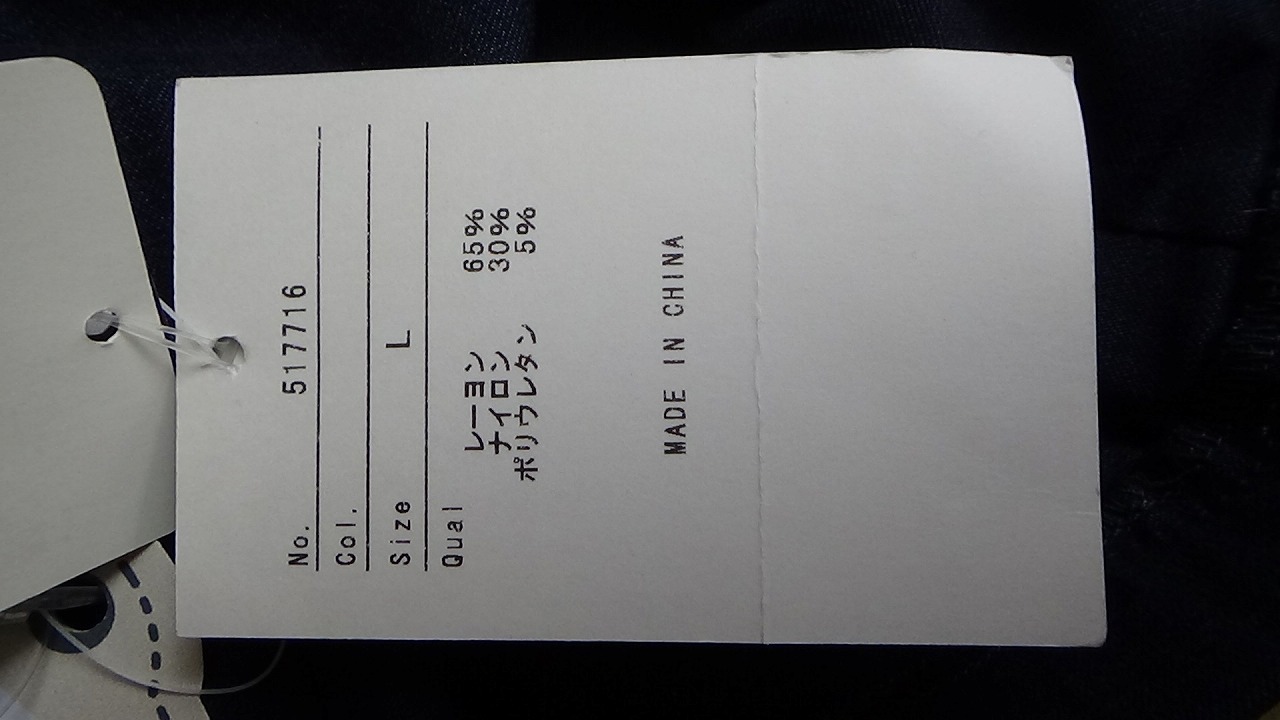 No. 517716
Col.
Size L
Qual
レーヨン 65%
ナイロン 30%
ポリウレタン 5%
MADE IN CHINA